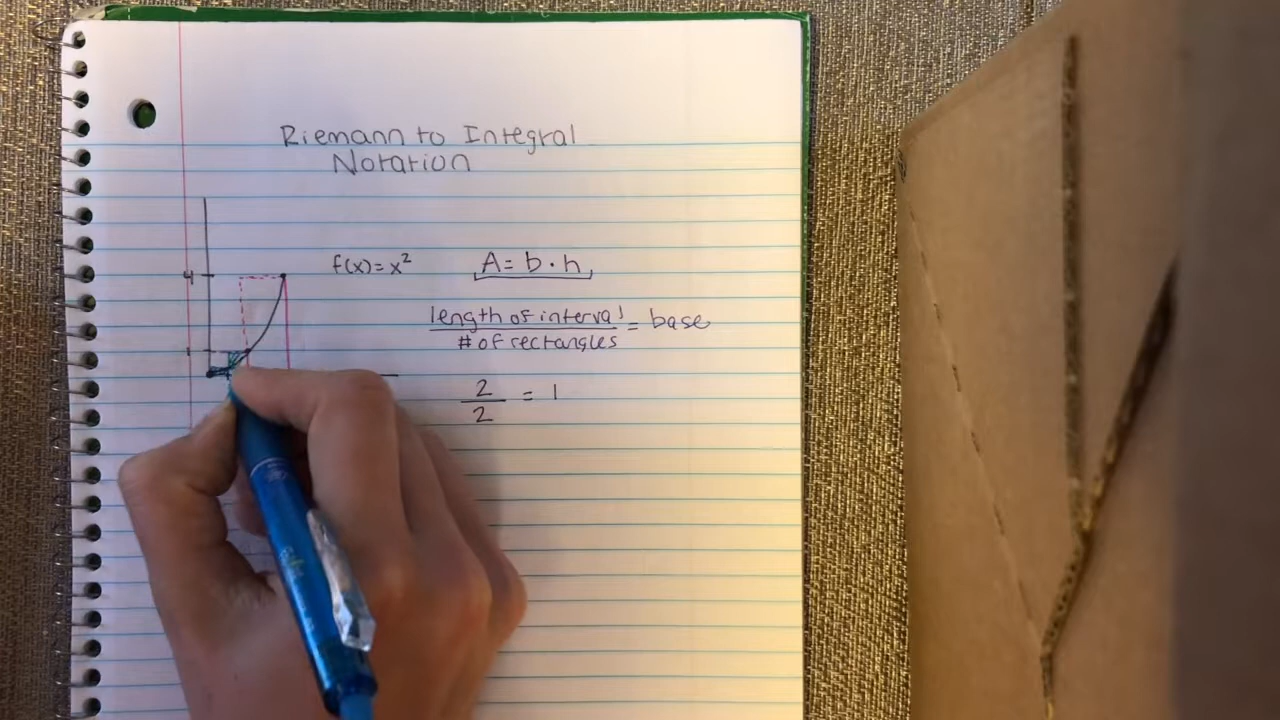 Riemann to Integral
Notation
f(x)=x²
A=b·h
4
length of interval
# of rectangles
= base
1
2
2
= 1